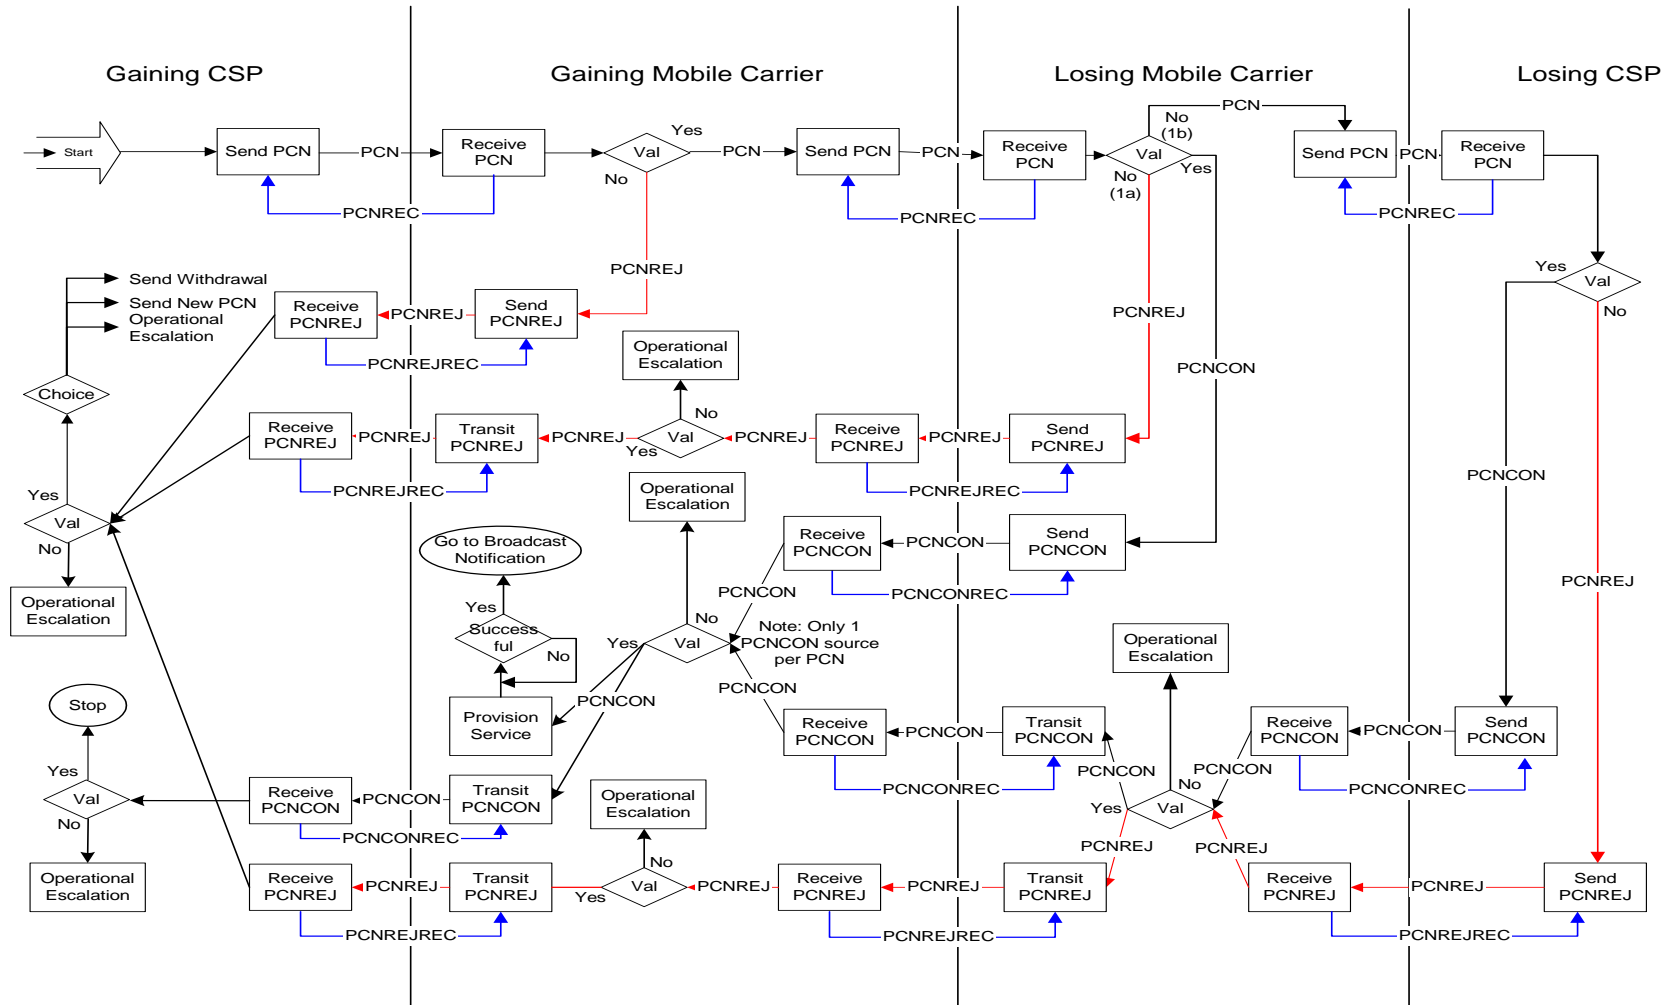 Gaining CSP
Gaining Mobile Carrier
Losing Mobile Carrier
Losing CSP
Start
Send PCN
PCN
Receive
PCN
Val
Yes
No
PCN
Send PCN
PCN
Receive
PCN
Val
No
(1b)
Yes
No
(1a)
PCN
Send PCN
PCN
Receive
PCN
PCNREC
PCNREC
PCNREC
Send Withdrawal
Send New PCN
Operational
Escalation
Choice
Receive
PCNREJ
PCNREJ
Send
PCNREJ
PCNREJ
PCNREJREC
Operational
Escalation
PCNREJ
PCNCON
Yes
Val
No
Receive
PCNREJ
PCNREJ
Transit
PCNREJ
PCNREJ
No
Val
Yes
PCNREJ
Receive
PCNREJ
PCNREJ
Send
PCNREJ
PCNREJREC
PCNREJREC
PCNCON
Yes
Val
No
Operational
Escalation
Operational
Escalation
Go to Broadcast
Notification
Receive
PCNCON
PCNCON
Send
PCNCON
PCNCONREC
PCNCON
PCNREJ
Yes
Success
ful
No
Yes
Val
No
Note: Only 1
PCNCON source
per PCN
PCNCON
PCNCON
Operational
Escalation
Stop
Provision
Service
Receive
PCNCON
PCNCON
Transit
PCNCON
PCNCONREC
Receive
PCNCON
PCNCON
Send
PCNCON
PCNCONREC
PCNCON
PCNCON
Yes
Val
No
Yes
Val
No
Receive
PCNCON
PCNCON
Transit
PCNCON
PCNCONREC
Operational
Escalation
PCNREJ
PCNREJ
Operational
Escalation
Receive
PCNREJ
PCNREJ
Transit
PCNREJ
No
Val
Yes
PCNREJ
Receive
PCNREJ
PCNREJ
Transit
PCNREJ
Receive
PCNREJ
PCNREJ
Send
PCNREJ
PCNREJREC
PCNREJREC
PCNREJREC